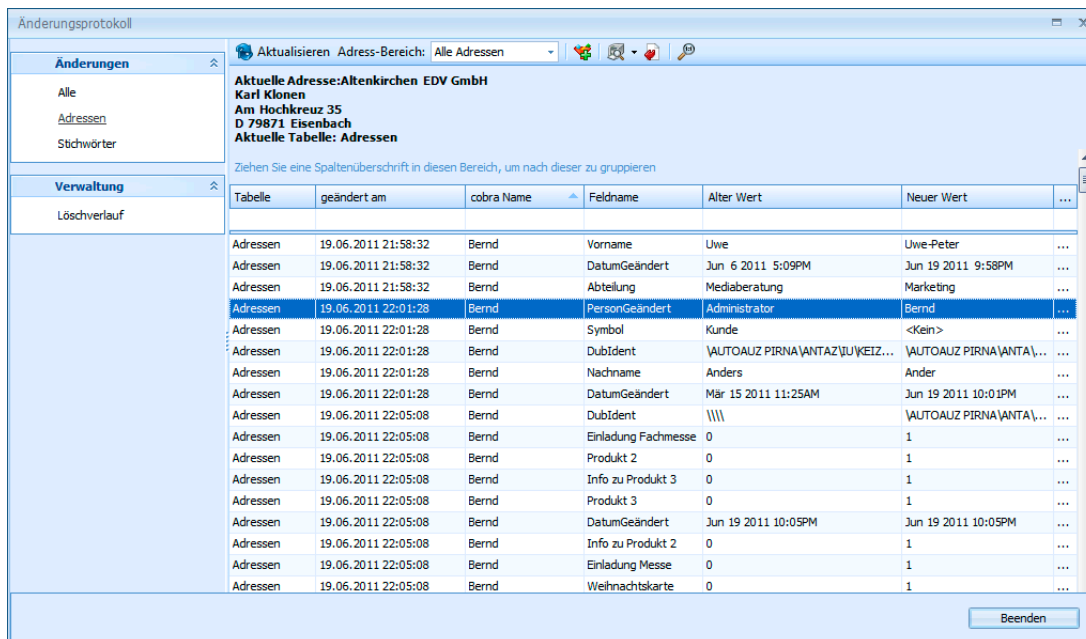 Änderungsprotokoll
Änderungen
Alle
Adressen
Stichwörter
Verwaltung
Löschverlauf
Aktualisieren Adress-Bereich: Alle Adressen
Aktuelle Adresse:Altenkirchen EDV GmbH
Karl Klonen
Am Hochkreuz 35
D 79871 Eisenbach
Aktuelle Tabelle: Adressen
Ziehen Sie eine Spaltenüberschrift in diesen Bereich, um nach dieser zu gruppieren
Tabelle geändert am cobra Name Feldname Alter Wert Neuer Wert ...
Adressen 19.06.2011 21:58:32 Bernd Vorname Uwe Uwe-Peter ...
Adressen 19.06.2011 21:58:32 Bernd DatumGeändert Jun 6 2011 5:09PM Jun 19 2011 9:58PM ...
Adressen 19.06.2011 21:58:32 Bernd Abteilung Mediaberatung Marketing ...
Adressen 19.06.2011 22:01:28 Bernd PersonGeändert Administrator Bernd ...
Adressen 19.06.2011 22:01:28 Bernd Symbol Kunde <Kein> ...
Adressen 19.06.2011 22:01:28 Bernd DubIdent \AUTOAUZ PIRNA\ANTAZ\IU\KEIZ... \AUTOAUZ PIRNA\ANTA\... ...
Adressen 19.06.2011 22:01:28 Bernd Nachname Anders Ander ...
Adressen 19.06.2011 22:01:28 Bernd DatumGeändert Mär 15 2011 11:25AM Jun 19 2011 10:01PM ...
Adressen 19.06.2011 22:05:08 Bernd DubIdent \\\\ \AUTOAUZ PIRNA\ANTA\... ...
Adressen 19.06.2011 22:05:08 Bernd Einladung Fachmesse 0 1 ...
Adressen 19.06.2011 22:05:08 Bernd Produkt 2 0 1 ...
Adressen 19.06.2011 22:05:08 Bernd Info zu Produkt 3 0 1 ...
Adressen 19.06.2011 22:05:08 Bernd Produkt 3 0 1 ...
Adressen 19.06.2011 22:05:08 Bernd DatumGeändert Jun 19 2011 10:05PM Jun 19 2011 10:05PM ...
Adressen 19.06.2011 22:05:08 Bernd Info zu Produkt 2 0 1 ...
Adressen 19.06.2011 22:05:08 Bernd Einladung Messe 0 1 ...
Adressen 19.06.2011 22:05:08 Bernd Weihnachtskarte 0 1 ...
Beenden